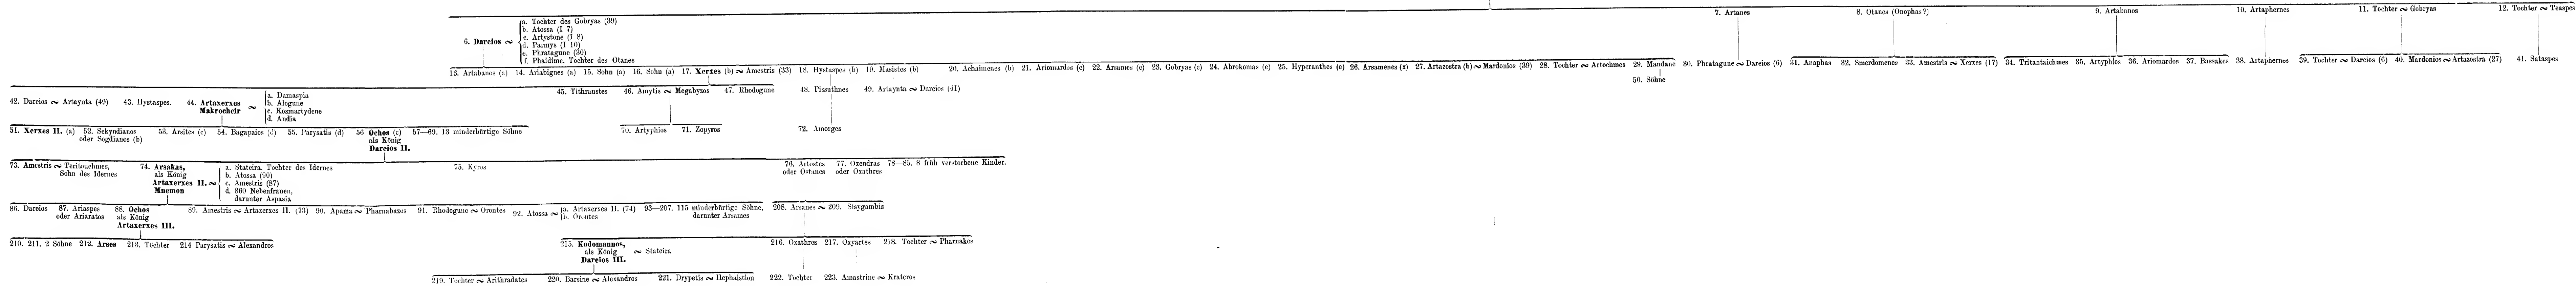 7. Artanes 8. Otanes (Onophas?) 9. Artabanos 10. Artaphernes 11. Tochter ∾ Gobryas 12. Tochter ∾ Teaspes
6. Dareios ∾
a. Tochter des Gobryas (39)
b. Atossa (I 7)
c. Artystone (I 8)
d. Parmys (I 10)
e. Phratagune (30)
f. Phaidime, Tochter des Otanes
13. Artabanos (a) 14. Ariabignes (a) 15. Sohn (a) 16. Sohn (a) 17. Xerxes (b) ∾ Amestris (33) 18. Hystaspes (b) 19. Masistes (b) 20. Achaimenes (b) 21. Ariomardos (c) 22. Arsames (c) 23. Gobryas (c) 24. Abrokomas (e) 25. Hyperanthes (e) 26. Arsamenes (x) 27. Artazostra (b) ∾ Mardonios (39) 28. Tochter ∾ Artochmes 29. Mandane 30. Phratagune ∾ Dareios (6) 31. Anaphas 32. Smerdomenes 33. Amestris ∾ Xerxes (17) 34. Tritantaichmes 35. Artyphios 36. Ariomardos 37. Bassakes 38. Artaphernes 39. Tochter ∾ Dareios (6) 40. Mardonios ∾ Artazostra (27) 41. Sataspes
50. Söhne
42. Dareios ∾ Artaynta (49) 43. Hystaspes. 44. Artaxerxes
Makrocheir ∾
a. Damaspia
b. Alogune
c. Kosmartydene
d. Andia
45. Tithraustes 46. Amytis ∾ Megabyzos 47. Rhodogune 48. Pissuthnes 49. Artaynta ∾ Dareios (41)
51. Xerxes II. (a) 52. Sekyndianos
oder Sogdianos (b)
53. Arsites (c) 54. Bagapaios (d) 55. Parysatis (d) 56 Ochos (c)
als König
Dareios II.
57—69. 13 minderbürtige Söhne 70. Artyphios 71. Zopyros 72. Amorges
73. Amestris ∾ Teritouchmes,
Sohn des Idernes
74. Arsakas,
als König
Artaxerxes II. ∾
Mnemon
a. Stateira, Tochter des Idernes
b. Atossa (90)
c. Amestris (87)
d. 360 Nebenfrauen,
darunter Aspasia
75. Kyros 76. Artostes
oder Ostanes
77. Oxendras
oder Oxathres
78—85. 8 früh verstorbene Kinder.
86. Dareios 87. Ariaspes
oder Ariaratos
88. Ochos
als König
Artaxerxes III.
89. Amestris ∾ Artaxerxes II. (73) 90. Apama ∾ Pharnabazos 91. Rhodogune ∾ Orontes 92. Atossa ∾
a. Artaxerxes II. (74)
b. Orontes
93—207. 115 minderbürtige Söhne,
darunter Arsames
208. Arsanes ∾ 209. Sisygambis
210. 211. 2 Söhne 212. Arses 213. Töchter 214 Parysatis ∾ Alexandros 215. Kodomannos,
als König
Dareios III.
∾ Stateira
216. Oxathres 217. Oxyartes 218. Tochter ∾ Pharnakes
219. Tochter ∾ Arithradates 220. Barsine ∾ Alexandros 221. Drypetis ∾ Hephaistion 222. Tochter 223. Amastrine ∾ Krateros